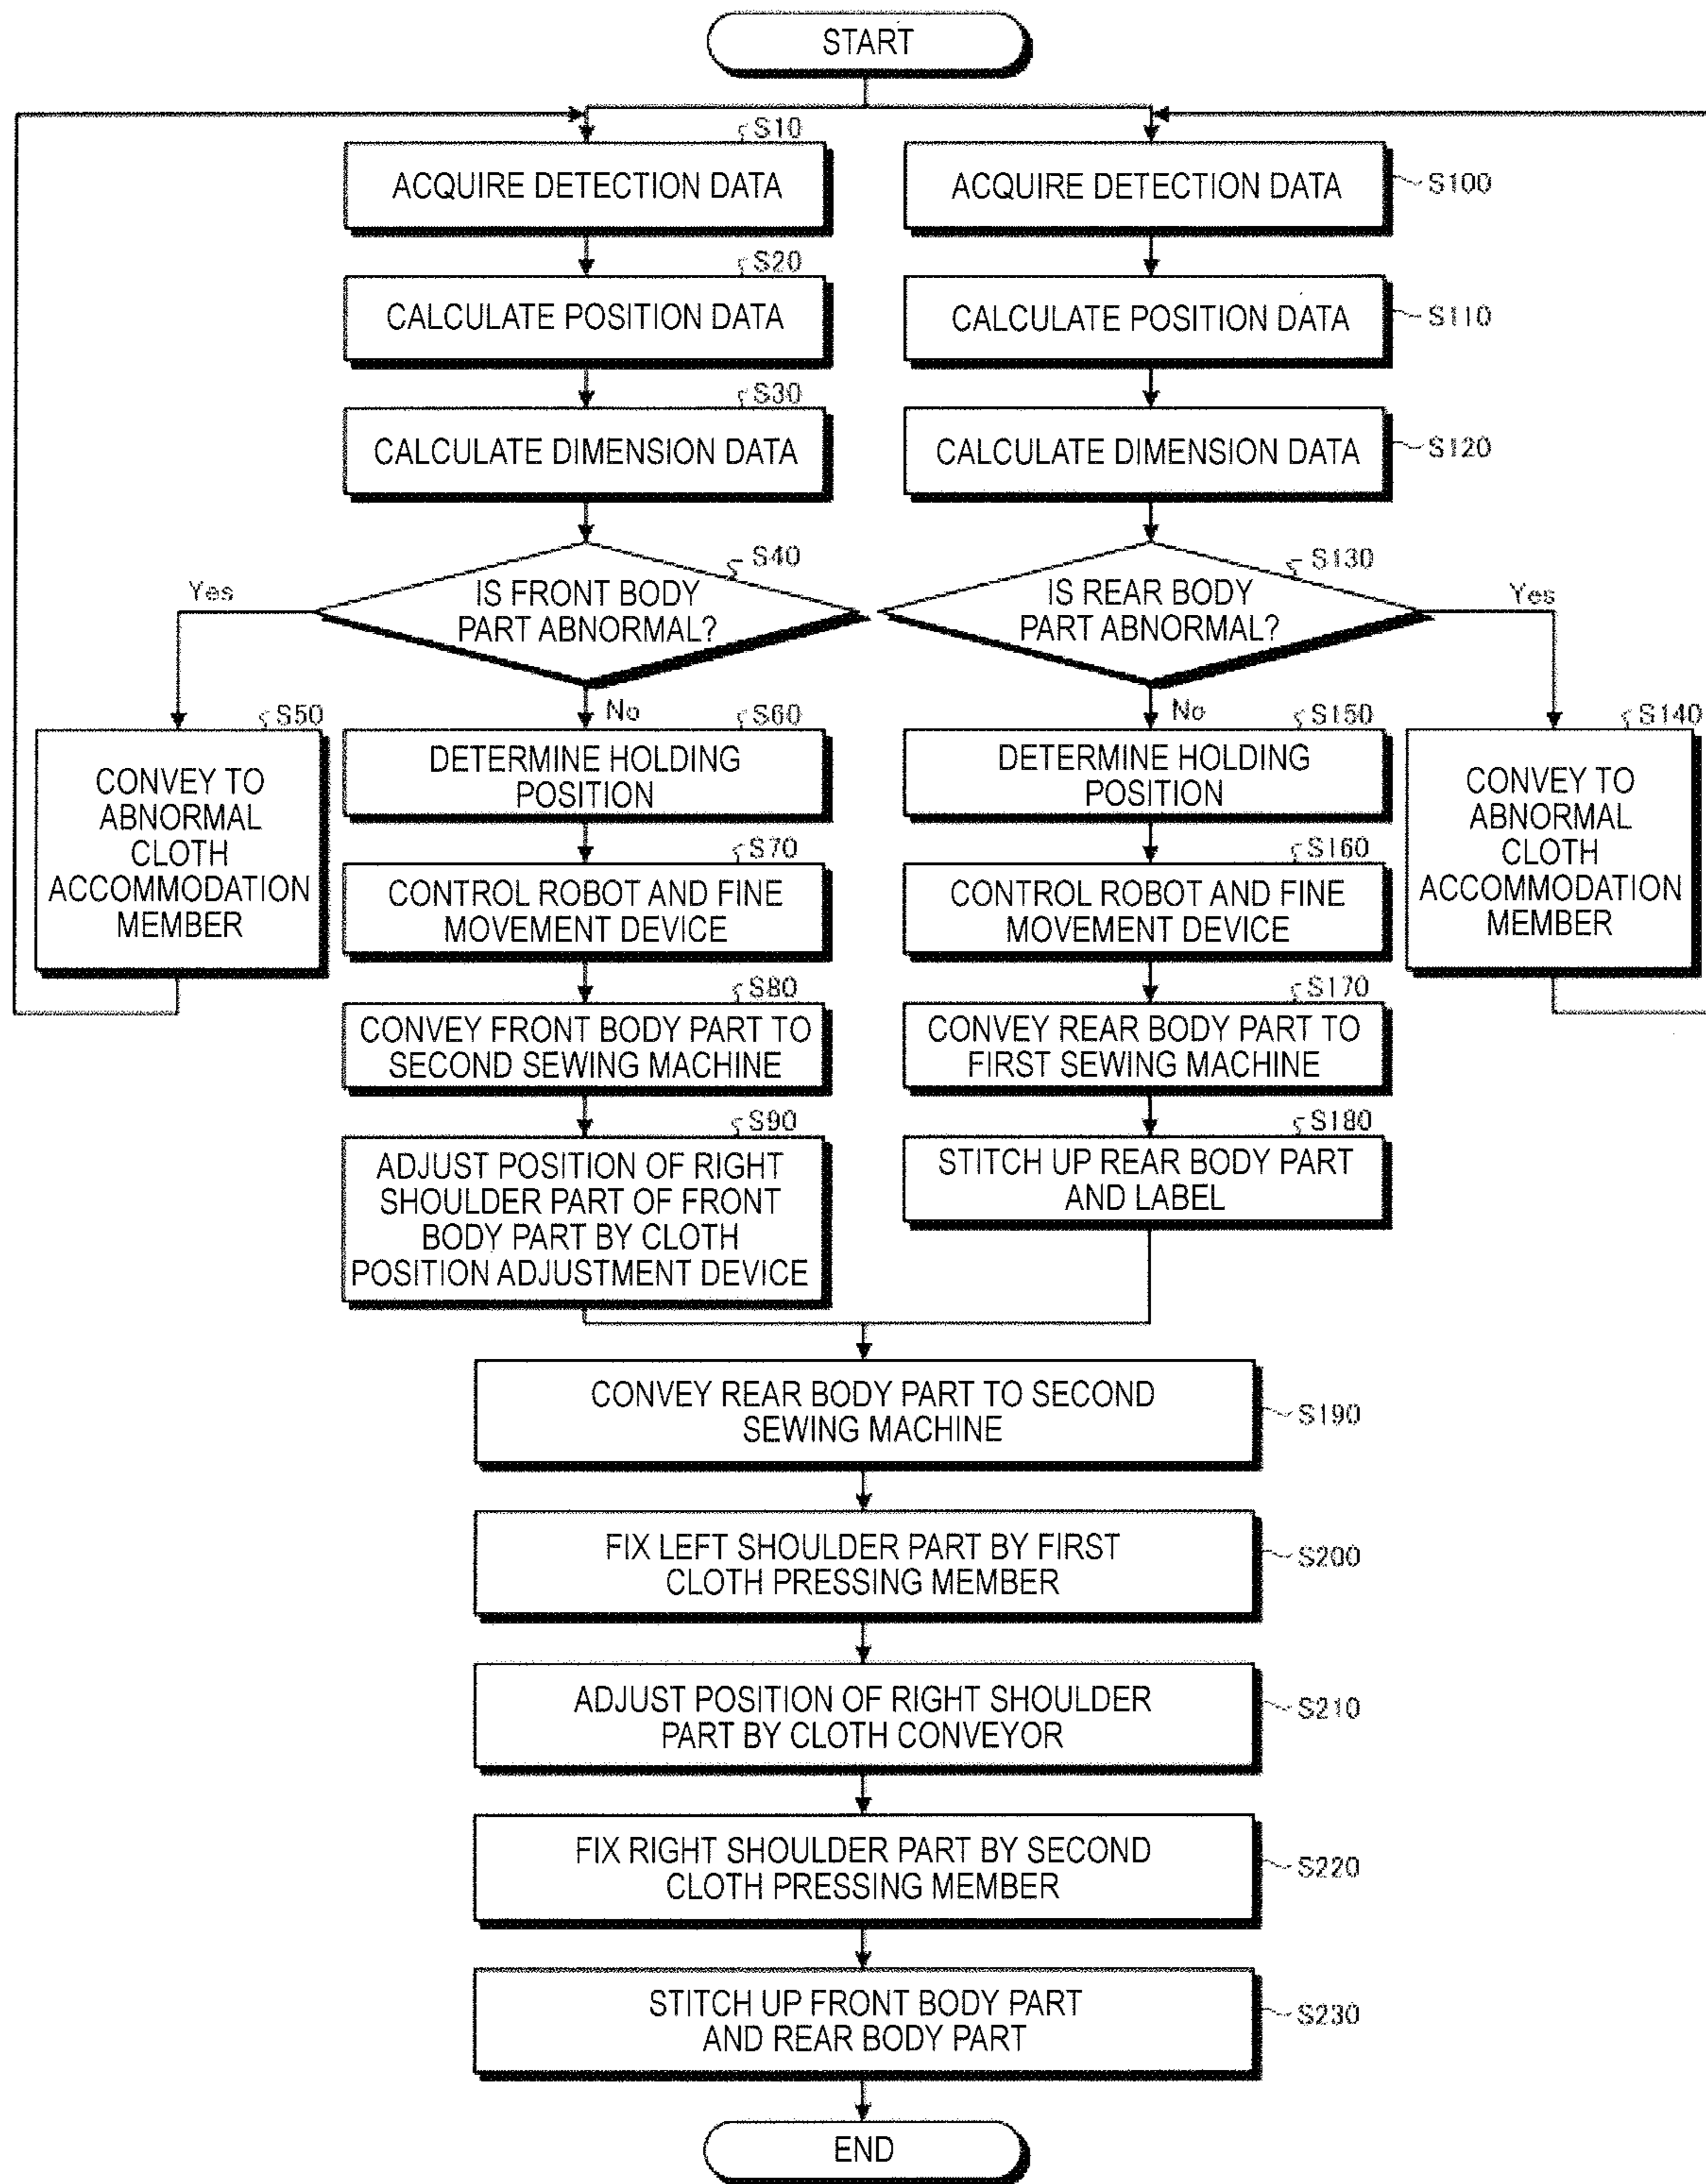 START
S10
ACQUIRE DETECTION DATA
S20
CALCULATE POSITION DATA
S30
CALCULATE DIMENSION DATA
S40
IS FRONT BODY
PART ABNORMAL?
Yes
No
S50
CONVEY TO
ABNORMAL
CLOTH
ACCOMMODATION
MEMBER
S60
DETERMINE HOLDING
POSITION
S70
CONTROL ROBOT AND FINE
MOVEMENT DEVICE
S80
CONVEY FRONT BODY PART TO
SECOND SEWING MACHINE
S90
ADJUST POSITION OF RIGHT
SHOULDER PART OF FRONT
BODY PART BY CLOTH
POSITION ADJUSTMENT DEVICE
ACQUIRE DETECTION DATA
S100
CALCULATE POSITION DATA
S110
CALCULATE DIMENSION DATA
S120
S130
IS REAR BODY
PART ABNORMAL?
Yes
No
S140
CONVEY TO
ABNORMAL
CLOTH
ACCOMMODATION
MEMBER
S150
DETERMINE HOLDING
POSITION
S160
CONTROL ROBOT AND FINE
MOVEMENT DEVICE
S170
CONVEY REAR BODY PART TO
FIRST SEWING MACHINE
S180
STITCH UP REAR BODY PART
AND LABEL
CONVEY REAR BODY PART TO SECOND
SEWING MACHINE
S190
FIX LEFT SHOULDER PART BY FIRST
CLOTH PRESSING MEMBER
S200
ADJUST POSITION OF RIGHT SHOULDER
PART BY CLOTH CONVEYOR
S210
FIX RIGHT SHOULDER PART BY SECOND
CLOTH PRESSING MEMBER
S220
STITCH UP FRONT BODY PART
AND REAR BODY PART
S230
END